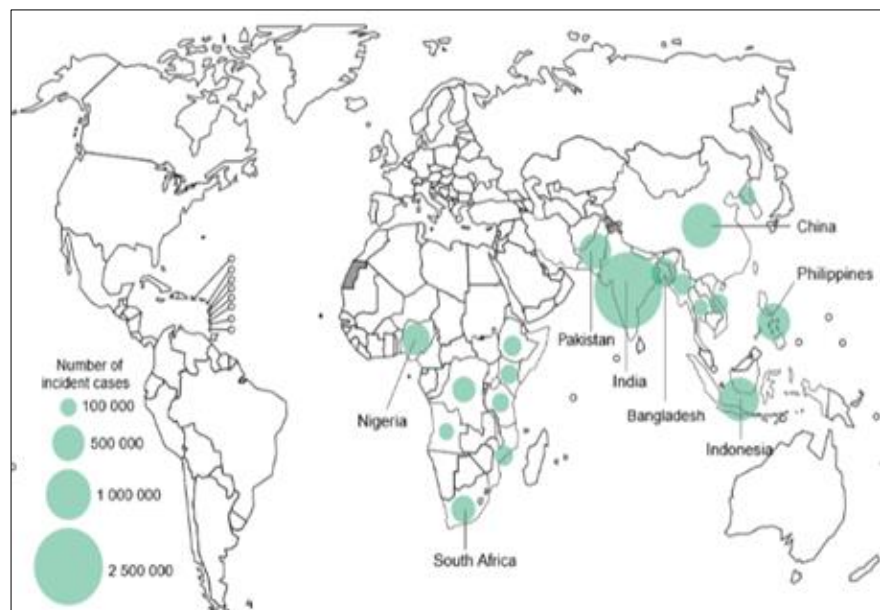 China
Philippines
Pakistan
India
Bangladesh
Indonesia
Nigeria
South Africa
Number of
incident cases
100 000
500 000
1 000 000
2 500 000